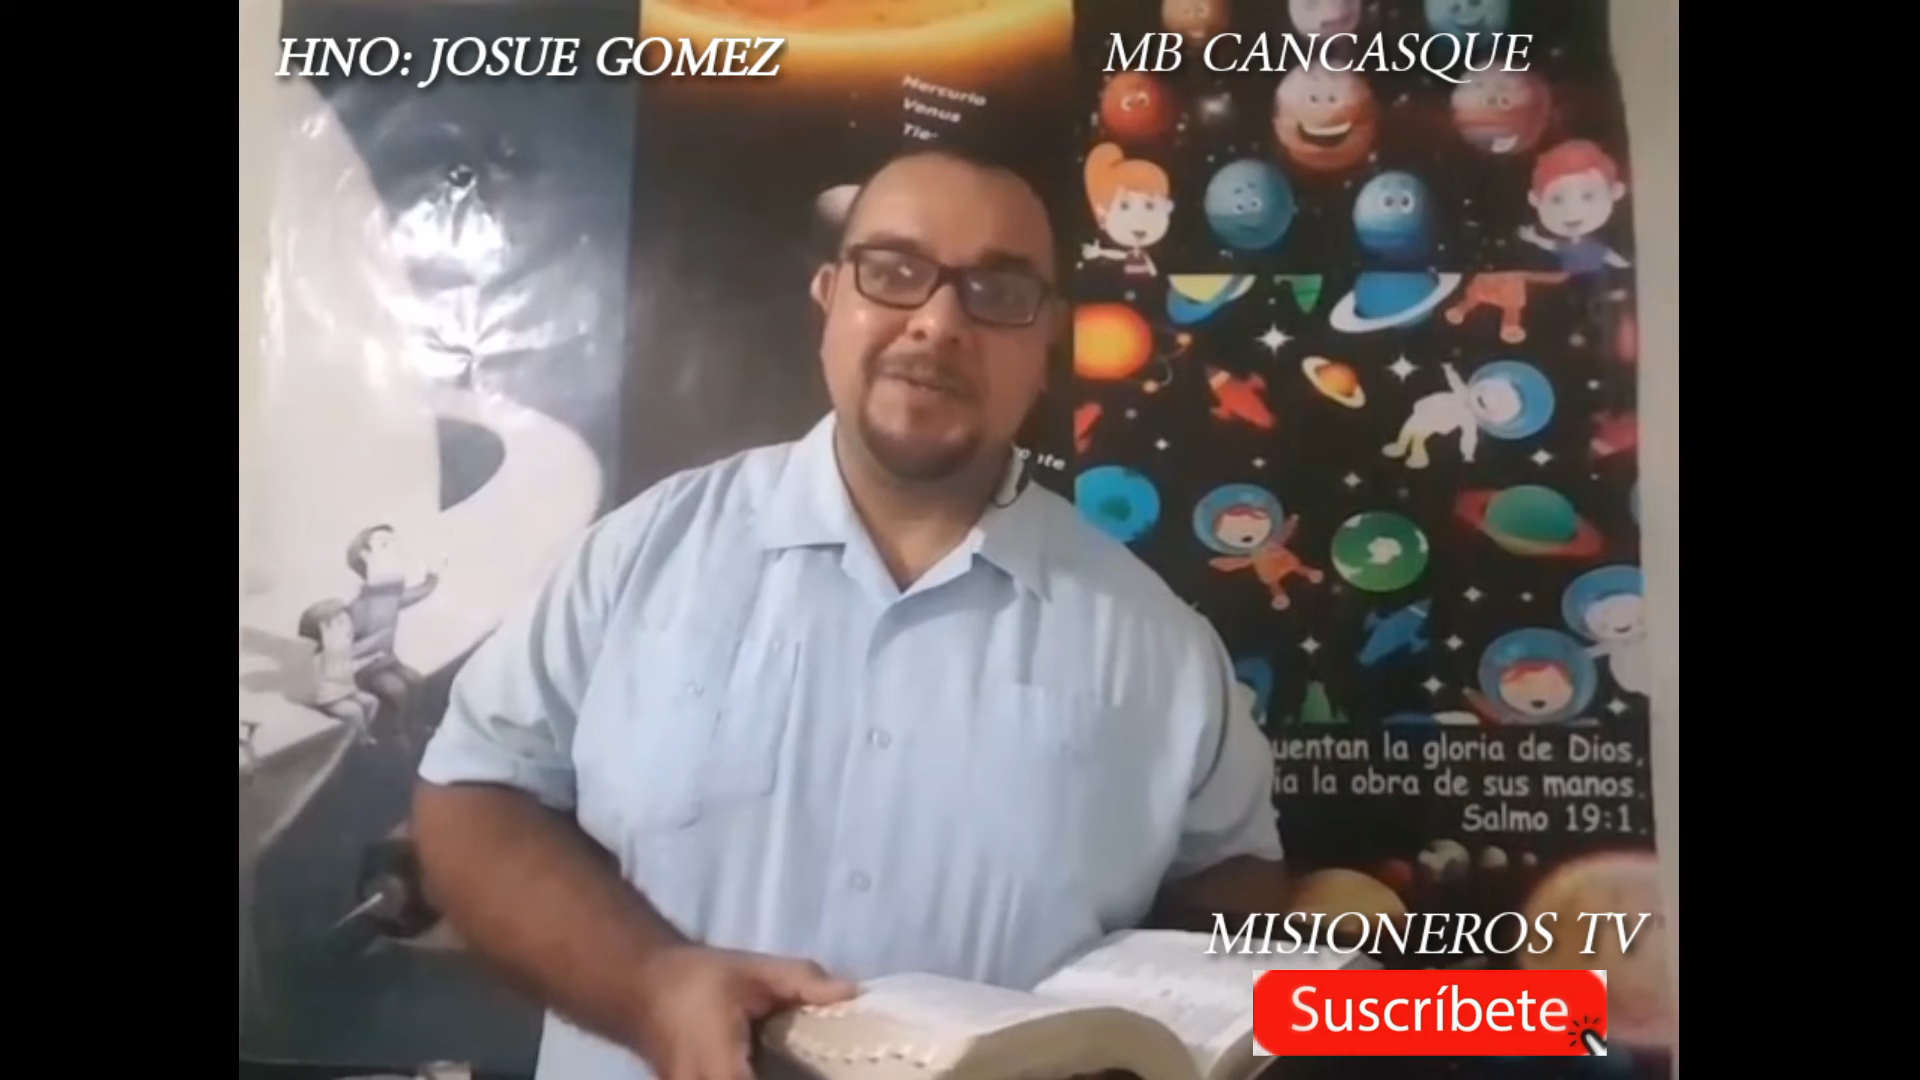 HNO: JOSUE GOMEZ
MB CANCASQUE
Mercurio
Venus
uentan la gloria de Dios,
ia la obra de sus manos.
Salmo 19:1.
MISIONEROS TV
Suscríbete